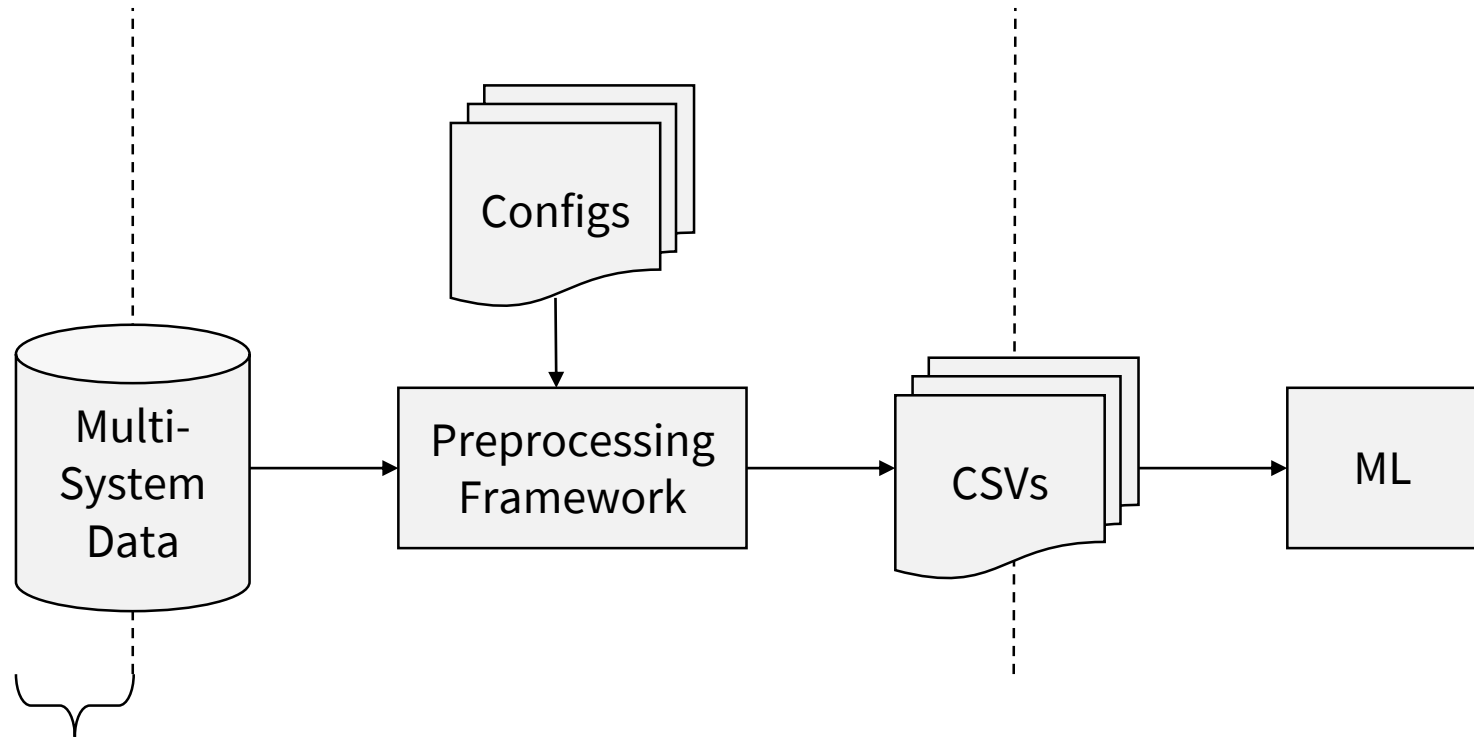 Configs
Multi-
System
Data
Preprocessing
Framework
CSVs
ML